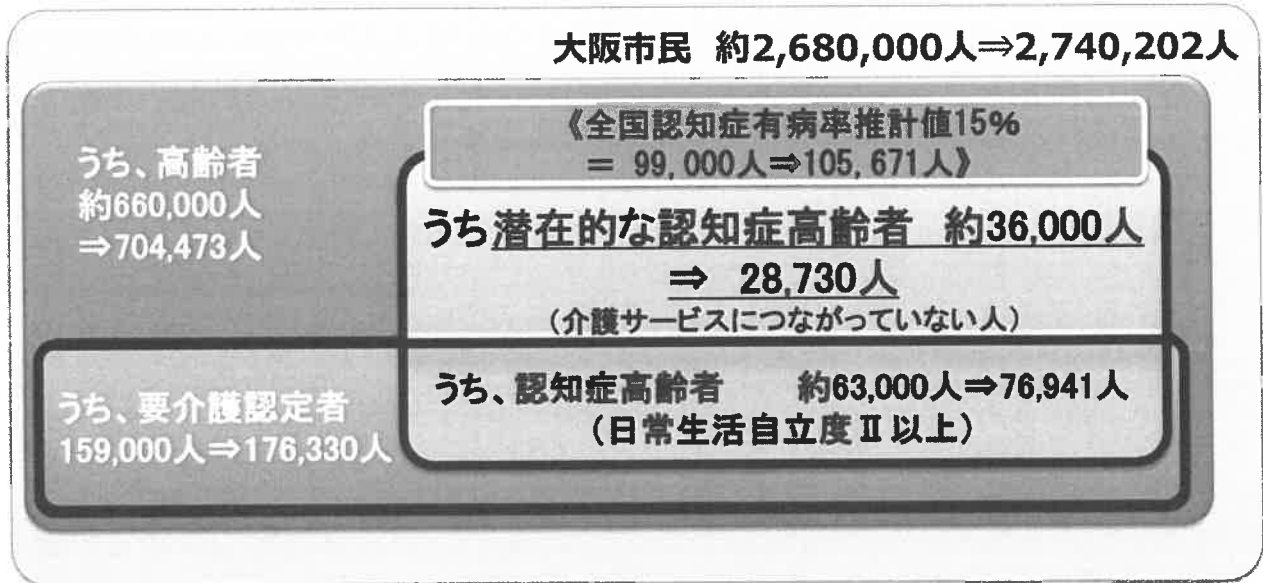 大阪市民 約2,680,000人⇒2,740,202人
《全国認知症有病率推計値15%
＝ 99,000人⇒105,671人》
うち、高齢者
約660,000人
⇒704,473人
うち潜在的な認知症高齢者 約36,000人
⇒ 28,730人
（介護サービスにつながっていない人）
うち、要介護認定者
159,000人⇒176,330人
うち、認知症高齢者 約63,000人⇒76,941人
（日常生活自立度Ⅱ以上）